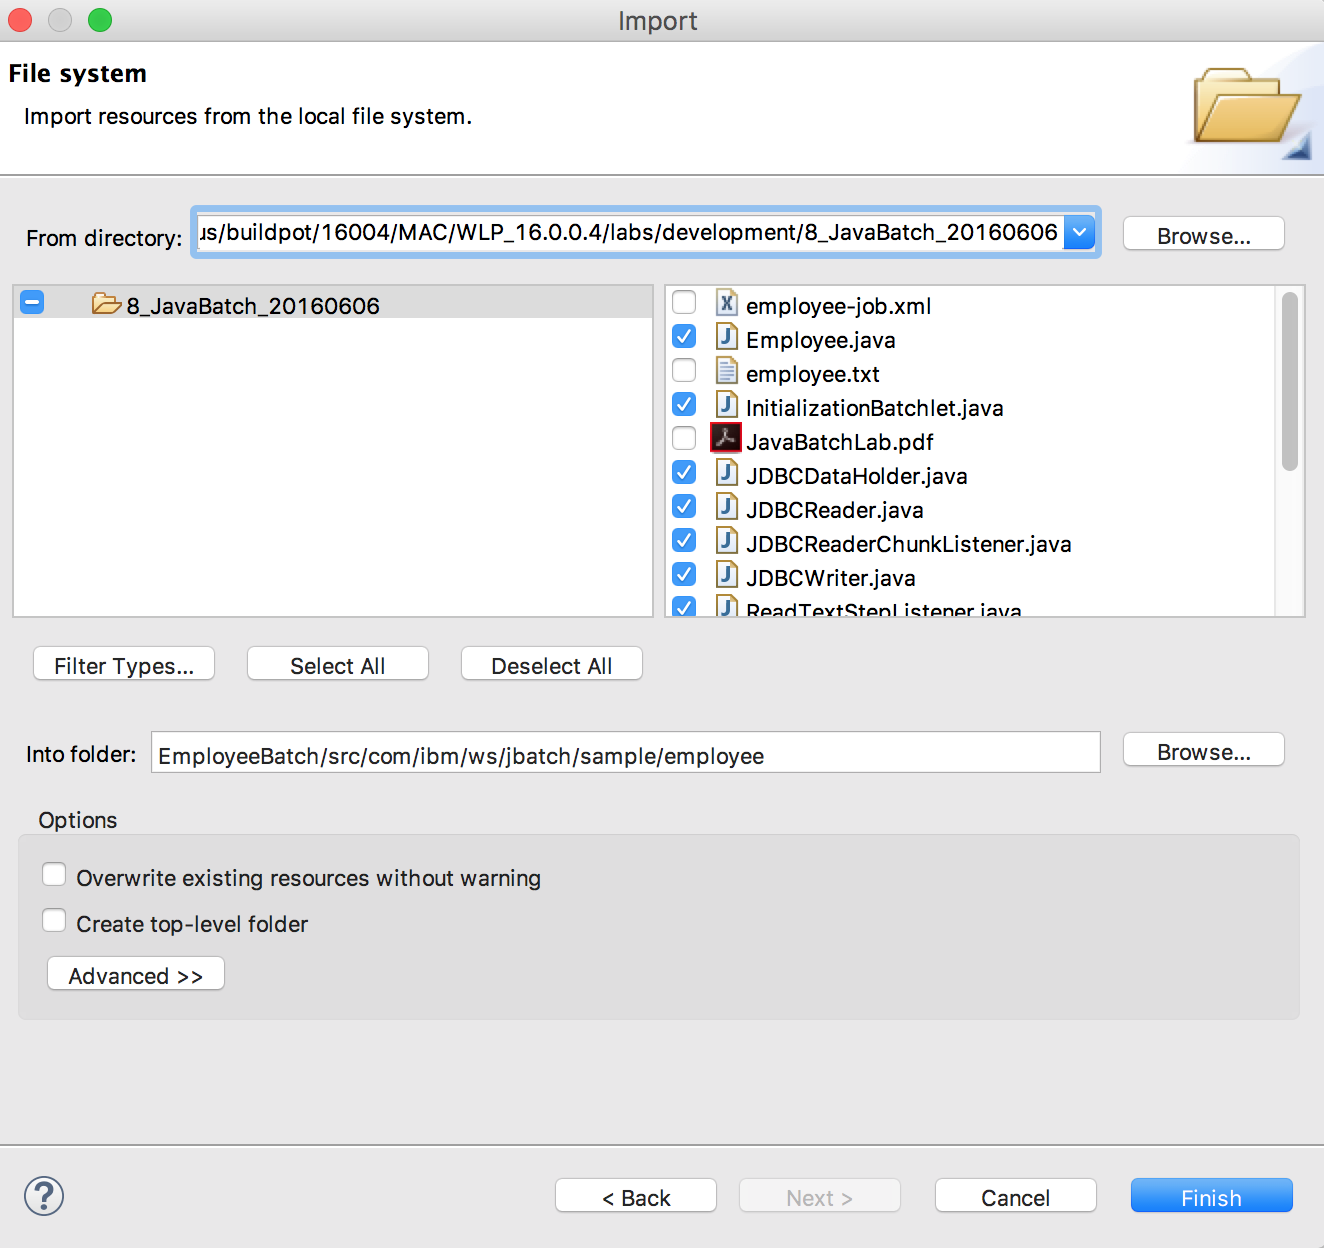 Import
File system
Import resources from the local file system.
From directory: us/buildpot/16004/MAC/WLP_16.0.0.4/labs/development/8_JavaBatch_20160606 Browse...
8_JavaBatch_20160606
employee-job.xml
Employee.java
employee.txt
InitializationBatchlet.java
JavaBatchLab.pdf
JDBCDataHolder.java
JDBCReader.java
JDBCReaderChunkListener.java
JDBCWriter.java
ReadTextStepListener.java
Filter Types... Select All Deselect All
Into folder: EmployeeBatch/src/com/ibm/ws/jbatch/sample/employee Browse...
Options
Overwrite existing resources without warning
Create top-level folder
Advanced >>
? < Back Next > Cancel Finish